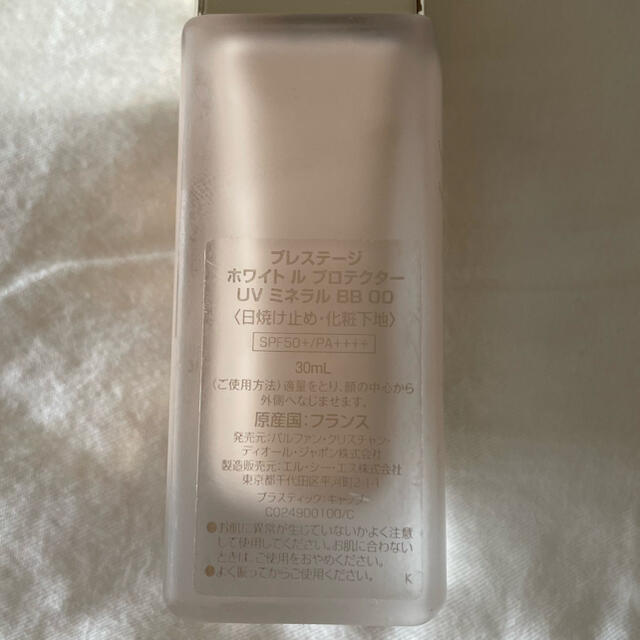 プレステージ
ホワイト ル プロテクター
UV ミネラル BB 00
〈日焼け止め・化粧下地〉
SPF50+/PA++++
30mL
〈ご使用方法〉適量をとり、顔の中心から
外側へなじませます。
原産国:フランス
発売元:パルファン・クリスチャン・
ディオール・ジャポン株式会社
製造販売元:エル・シー・エス株式会社
東京都千代田区平河町2-1-1
プラスティック:キャップ
C024900100/C
●お肌に異常が生じていないかよく注意
して使用してください。お肌に合わない
ときは、ご使用をおやめください。
●よく振ってからご使用ください。
K